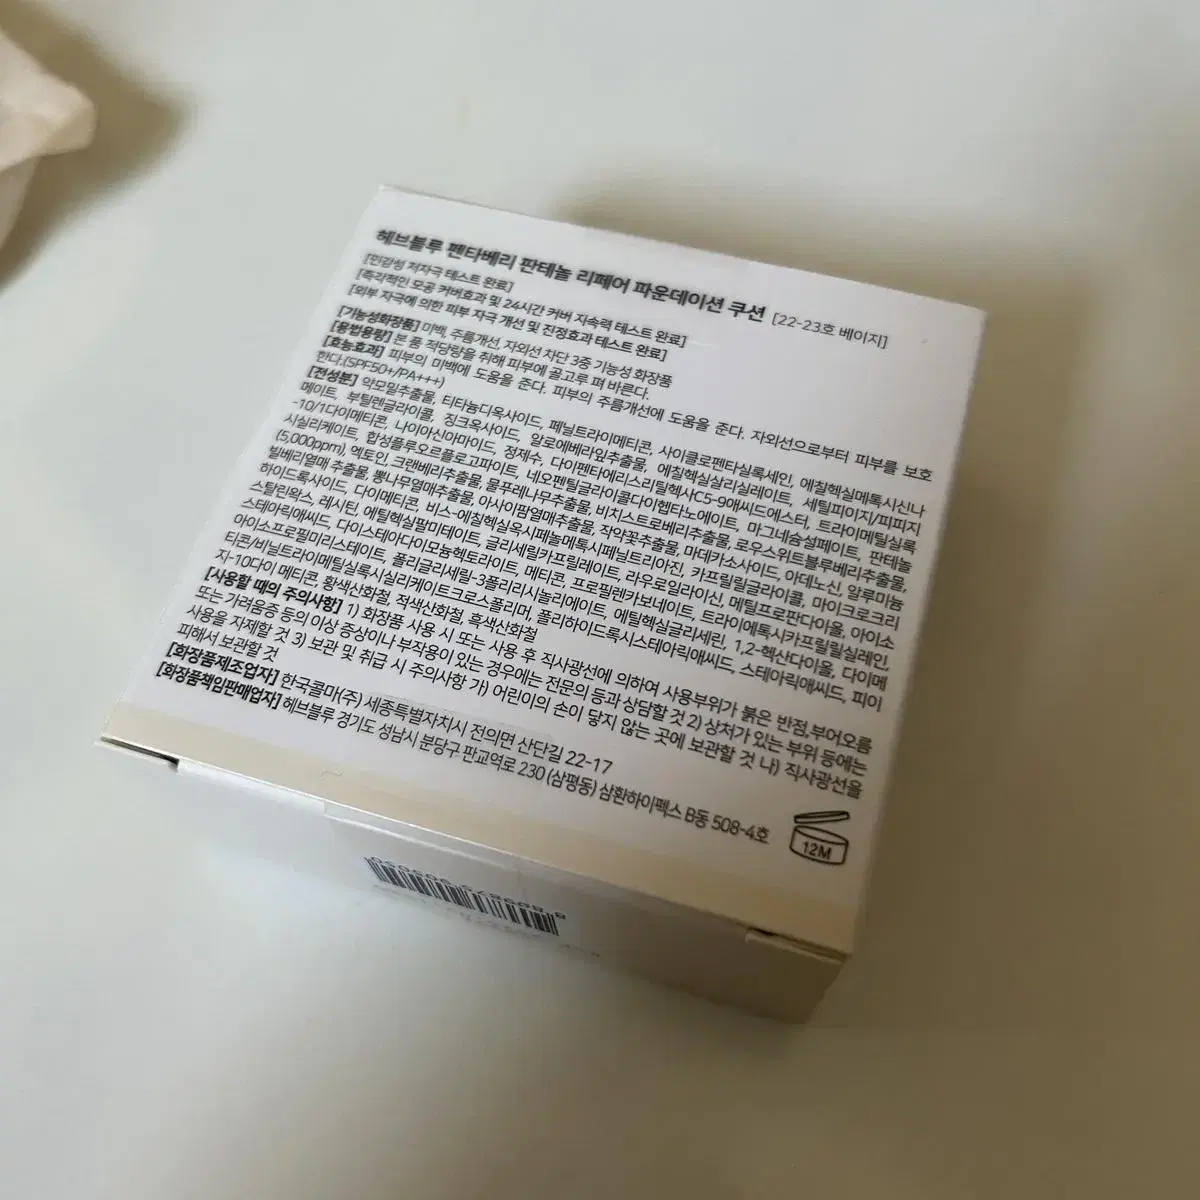 헤브블루 펜타베리 판테놀 리페어 파운데이션 쿠션 [22-23호 베이지]
[민감성 저자극 테스트 완료]
[즉각적인 모공 커버효과 및 24시간 커버 지속력 테스트 완료]
[외부 자극에 의한 피부 자극 개선 및 진정효과 테스트 완료]
[기능성화장품] 미백, 주름개선, 자외선 차단 3중 기능성 화장품
[용법용량] 본 품 적당량을 취해 피부에 골고루 펴 바른다.
[효능효과] 피부의 미백에 도움을 준다. 피부의 주름개선에 도움을 준다. 자외선으로부터 피부를 보호
한다.(SPF50+/PA+++)
[전성분] 약모밀추출물, 티타늄디옥사이드, 페닐트라이메티콘, 사이클로펜타실록세인, 에칠헥실메톡시신나
메이트, 부틸렌글라이콜, 징크옥사이드, 알로에베라잎추출물, 에칠헥실살리실레이트, 세틸피이지/피피지
-10/1다이메티콘, 나이아신아마이드, 정제수, 다이펜타에리스리틸헥사C5-9애씨드에스터, 트라이메틸실록
시실리케이트, 합성플루오르플로고파이트, 네오펜틸글라이콜다이헵타노에이트, 마그네슘설페이트, 판테놀
(5,000ppm), 엑토인, 크랜베리추출물, 물푸레나무추출물, 비치스트로베리추출물, 로우스위트블루베리추출물,
빌베리열매 추출물, 뽕나무열매추출물, 아사이팜열매추출물, 작약꽃추출물, 마데카소사이드, 아데노신, 알루미늄
하이드록사이드, 다이메티콘, 비스-에칠헥실옥시페놀메톡시페닐트리아진, 카프릴릴글라이콜, 마이크로크리
스탈린왁스, 레시틴, 에틸헥실팔미테이트, 글리세릴카프릴레이트, 라우로일라이신, 메틸프로판다이올, 아이소
스테아릭애씨드, 다이스테아다이모늄헥토라이트, 메티콘, 프로필렌카보네이트, 트라이에톡시카프릴릴실레인,
아이소프로필미리스테이트, 폴리글리세릴-3폴리리시놀리에이트, 에틸헥실글리세린, 1,2-헥산다이올, 다이메
티콘/비닐트라이메틸실록시실리케이트크로스폴리머, 폴리하이드록시스테아릭애씨드, 스테아릭애씨드, 피이
지-10다이 메티콘, 황색산화철, 적색산화철, 흑색산화철
[사용할 때의 주의사항] 1) 화장품 사용 시 또는 사용 후 직사광선에 의하여 사용부위가 붉은 반점,부어오름
또는 가려움증 등의 이상 증상이나 부작용이 있는 경우에는 전문의 등과 상담할 것 2) 상처가 있는 부위 등에는
사용을 자제할 것 3) 보관 및 취급 시 주의사항 가) 어린이의 손이 닿지 않는 곳에 보관할 것 나) 직사광선을
피해서 보관할 것
[화장품제조업자] 한국콜마(주) 세종특별자치시 전의면 산단길 22-17
[화장품책임판매업자] 헤브블루 경기도 성남시 분당구 판교역로 230 (삼평동) 삼환하이펙스 B동 508-4호
12M